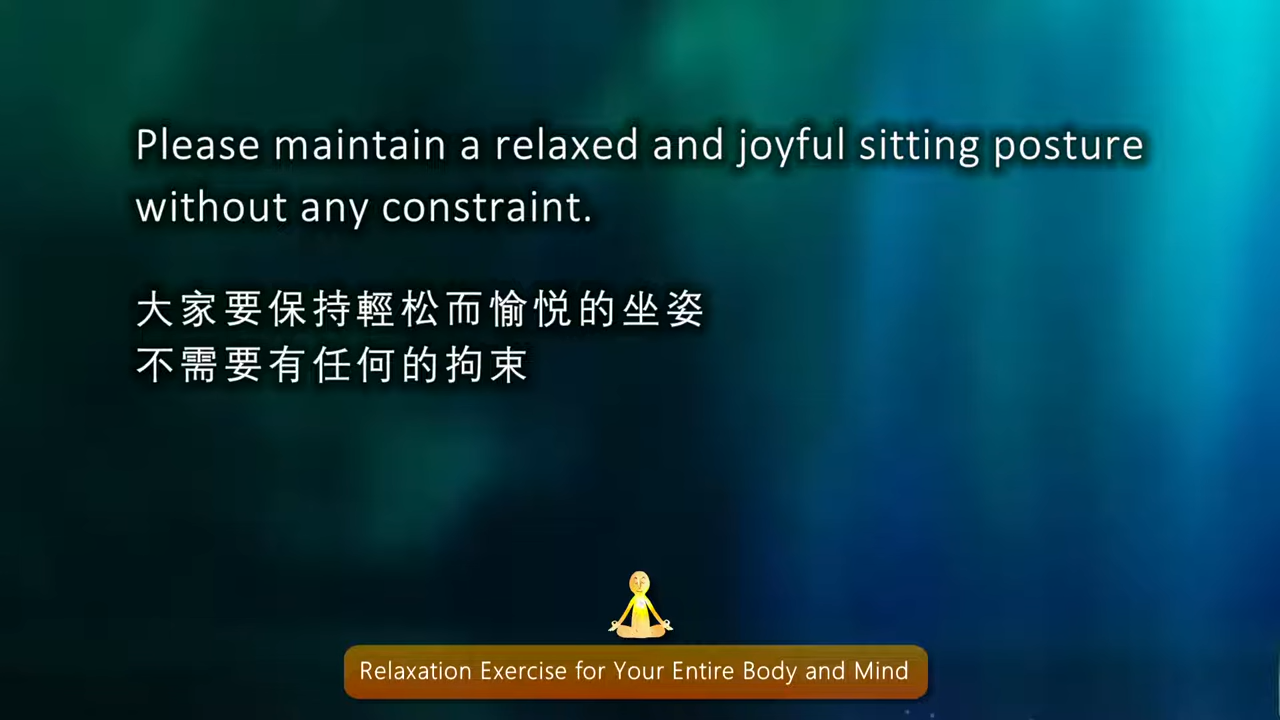 Please maintain a relaxed and joyful sitting posture
without any constraint.
大家要保持輕松而愉悦的坐姿
不需要有任何的拘束
Relaxation Exercise for Your Entire Body and Mind